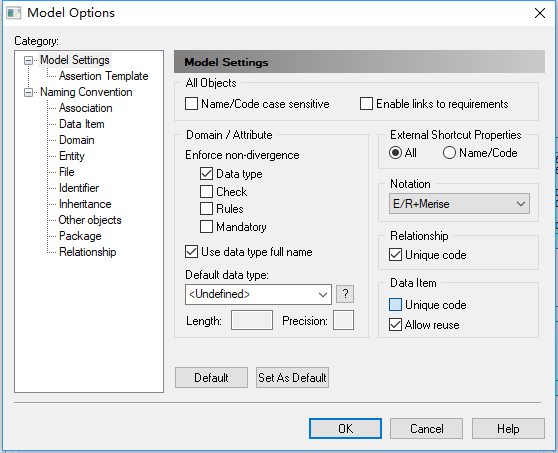 Model Options
Category:
Model Settings
Assertion Template
Naming Convention
Association
Data Item
Domain
Entity
File
Identifier
Inheritance
Other objects
Package
Relationship
Model Settings
All Objects
Name/Code case sensitive
Enable links to requirements
Domain / Attribute
Enforce non-divergence
Data type
Check
Rules
Mandatory
Use data type full name
Default data type:
<Undefined>
?
Length:
Precision:
External Shortcut Properties
All
Name/Code
Notation
E/R+Merise
Relationship
Unique code
Data Item
Unique code
Allow reuse
Default
Set As Default
OK
Cancel
Help